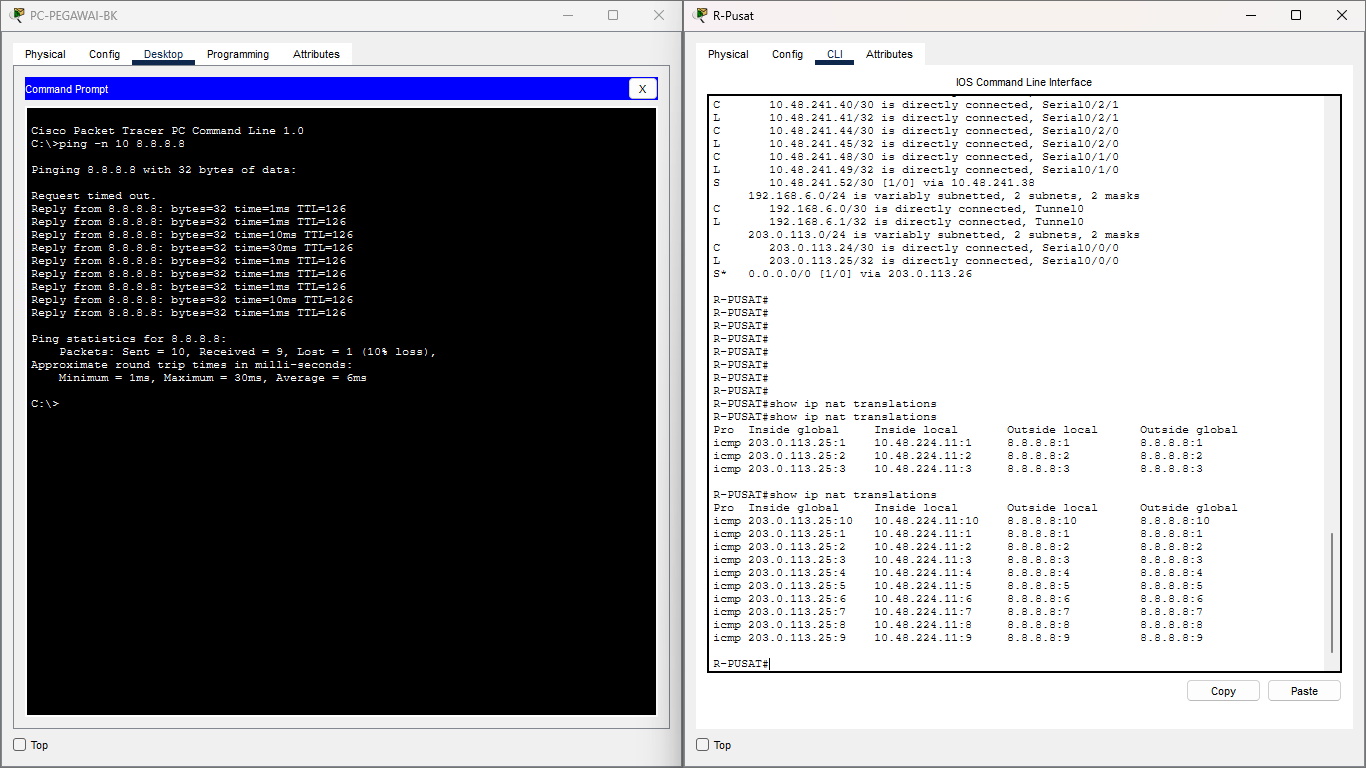 PC-PEGAWAI-BK
Physical Config Desktop Programming Attributes
Command Prompt X
Cisco Packet Tracer PC Command Line 1.0
C:\>ping -n 10 8.8.8.8
Pinging 8.8.8.8 with 32 bytes of data:
Request timed out.
Reply from 8.8.8.8: bytes=32 time=1ms TTL=126
Reply from 8.8.8.8: bytes=32 time=1ms TTL=126
Reply from 8.8.8.8: bytes=32 time=10ms TTL=126
Reply from 8.8.8.8: bytes=32 time=30ms TTL=126
Reply from 8.8.8.8: bytes=32 time=1ms TTL=126
Reply from 8.8.8.8: bytes=32 time=1ms TTL=126
Reply from 8.8.8.8: bytes=32 time=1ms TTL=126
Reply from 8.8.8.8: bytes=32 time=10ms TTL=126
Reply from 8.8.8.8: bytes=32 time=1ms TTL=126
Ping statistics for 8.8.8.8:
Packets: Sent = 10, Received = 9, Lost = 1 (10% loss),
Approximate round trip times in milli-seconds:
Minimum = 1ms, Maximum = 30ms, Average = 6ms
C:\>
Top
R-Pusat
Physical Config CLI Attributes
IOS Command Line Interface
C 10.48.241.40/30 is directly connected, Serial0/2/1
L 10.48.241.41/32 is directly connected, Serial0/2/1
C 10.48.241.44/30 is directly connected, Serial0/2/0
L 10.48.241.45/32 is directly connected, Serial0/2/0
C 10.48.241.48/30 is directly connected, Serial0/1/0
L 10.48.241.49/32 is directly connected, Serial0/1/0
S 10.48.241.52/30 [1/0] via 10.48.241.38
192.168.6.0/24 is variably subnetted, 2 subnets, 2 masks
C 192.168.6.0/30 is directly connected, Tunnel0
L 192.168.6.1/32 is directly connected, Tunnel0
203.0.113.0/24 is variably subnetted, 2 subnets, 2 masks
C 203.0.113.24/30 is directly connected, Serial0/0/0
L 203.0.113.25/32 is directly connected, Serial0/0/0
S* 0.0.0.0/0 [1/0] via 203.0.113.26
R-PUSAT#
R-PUSAT#
R-PUSAT#
R-PUSAT#
R-PUSAT#
R-PUSAT#
R-PUSAT#
R-PUSAT#
R-PUSAT#show ip nat translations
R-PUSAT#show ip nat translations
Pro Inside global Inside local Outside local Outside global
icmp 203.0.113.25:1 10.48.224.11:1 8.8.8.8:1 8.8.8.8:1
icmp 203.0.113.25:2 10.48.224.11:2 8.8.8.8:2 8.8.8.8:2
icmp 203.0.113.25:3 10.48.224.11:3 8.8.8.8:3 8.8.8.8:3
R-PUSAT#show ip nat translations
Pro Inside global Inside local Outside local Outside global
icmp 203.0.113.25:10 10.48.224.11:10 8.8.8.8:10 8.8.8.8:10
icmp 203.0.113.25:1 10.48.224.11:1 8.8.8.8:1 8.8.8.8:1
icmp 203.0.113.25:2 10.48.224.11:2 8.8.8.8:2 8.8.8.8:2
icmp 203.0.113.25:3 10.48.224.11:3 8.8.8.8:3 8.8.8.8:3
icmp 203.0.113.25:4 10.48.224.11:4 8.8.8.8:4 8.8.8.8:4
icmp 203.0.113.25:5 10.48.224.11:5 8.8.8.8:5 8.8.8.8:5
icmp 203.0.113.25:6 10.48.224.11:6 8.8.8.8:6 8.8.8.8:6
icmp 203.0.113.25:7 10.48.224.11:7 8.8.8.8:7 8.8.8.8:7
icmp 203.0.113.25:8 10.48.224.11:8 8.8.8.8:8 8.8.8.8:8
icmp 203.0.113.25:9 10.48.224.11:9 8.8.8.8:9 8.8.8.8:9
R-PUSAT#
Copy Paste
Top